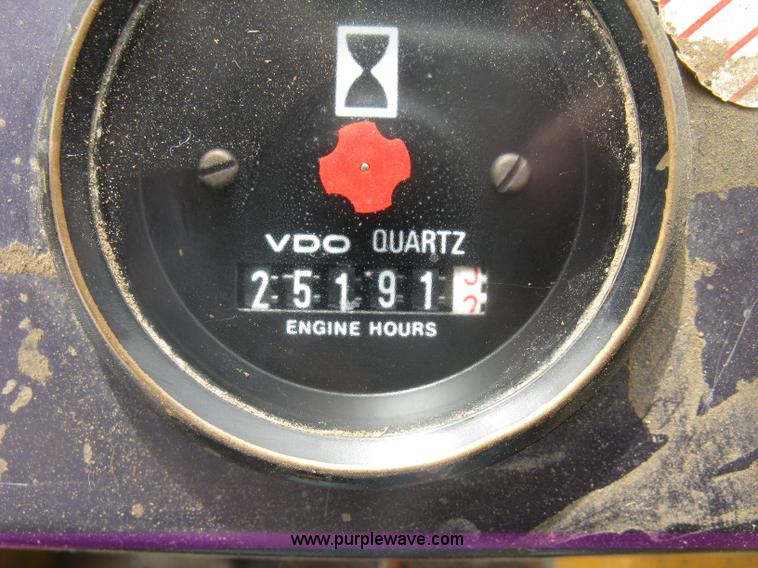 VDO QUARTZ
25191
ENGINE HOURS
www.purplewave.com